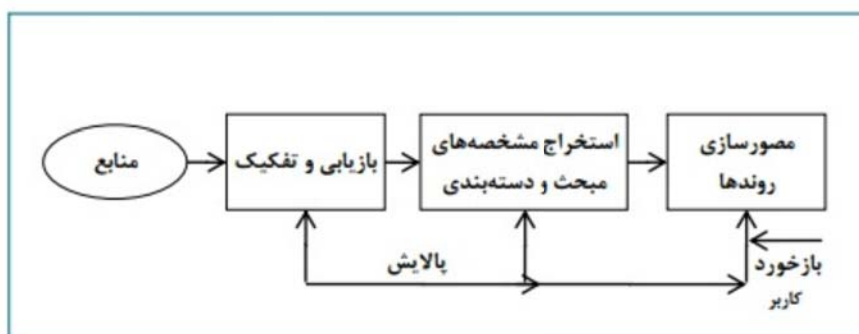 منابع
بازیابی و تفکیک
استخراج مشخصه‌های
مبحث و دسته‌بندی
مصورسازی
روندها
پالایش
بازخورد
کاربر